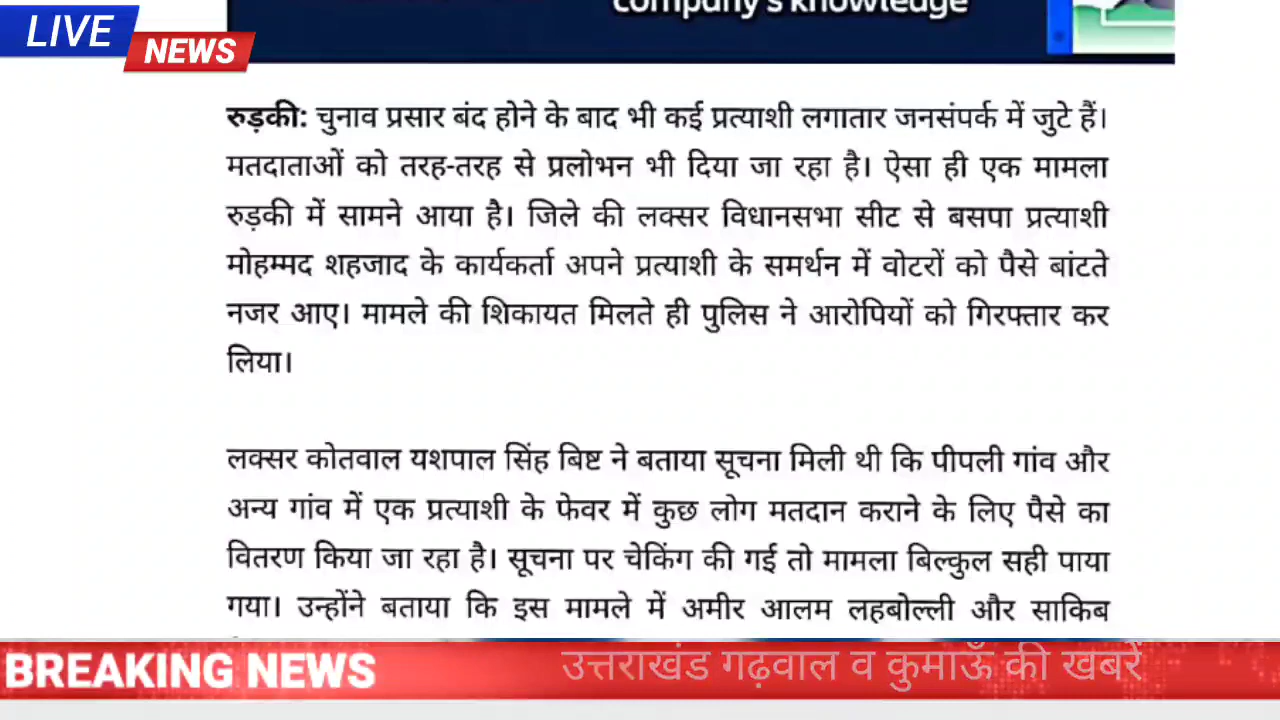 company's knowledge
LIVE
NEWS
रुड़की: चुनाव प्रसार बंद होने के बाद भी कई प्रत्याशी लगातार जनसंपर्क में जुटे हैं।
मतदाताओं को तरह-तरह से प्रलोभन भी दिया जा रहा है। ऐसा ही एक मामला
रुड़की में सामने आया है। जिले की लक्सर विधानसभा सीट से बसपा प्रत्याशी
मोहम्मद शहजाद के कार्यकर्ता अपने प्रत्याशी के समर्थन में वोटरों को पैसे बांटते
नजर आए। मामले की शिकायत मिलते ही पुलिस ने आरोपियों को गिरफ्तार कर
लिया।
लक्सर कोतवाल यशपाल सिंह बिष्ट ने बताया सूचना मिली थी कि पीपली गांव और
अन्य गांव में एक प्रत्याशी के फेवर में कुछ लोग मतदान कराने के लिए पैसे का
वितरण किया जा रहा है। सूचना पर चेकिंग की गई तो मामला बिल्कुल सही पाया
गया। उन्होंने बताया कि इस मामले में अमीर आलम लहबोल्ली और साकिब
BREAKING NEWS
उत्तराखंड गढ़वाल व कुमाऊँ की खबरें